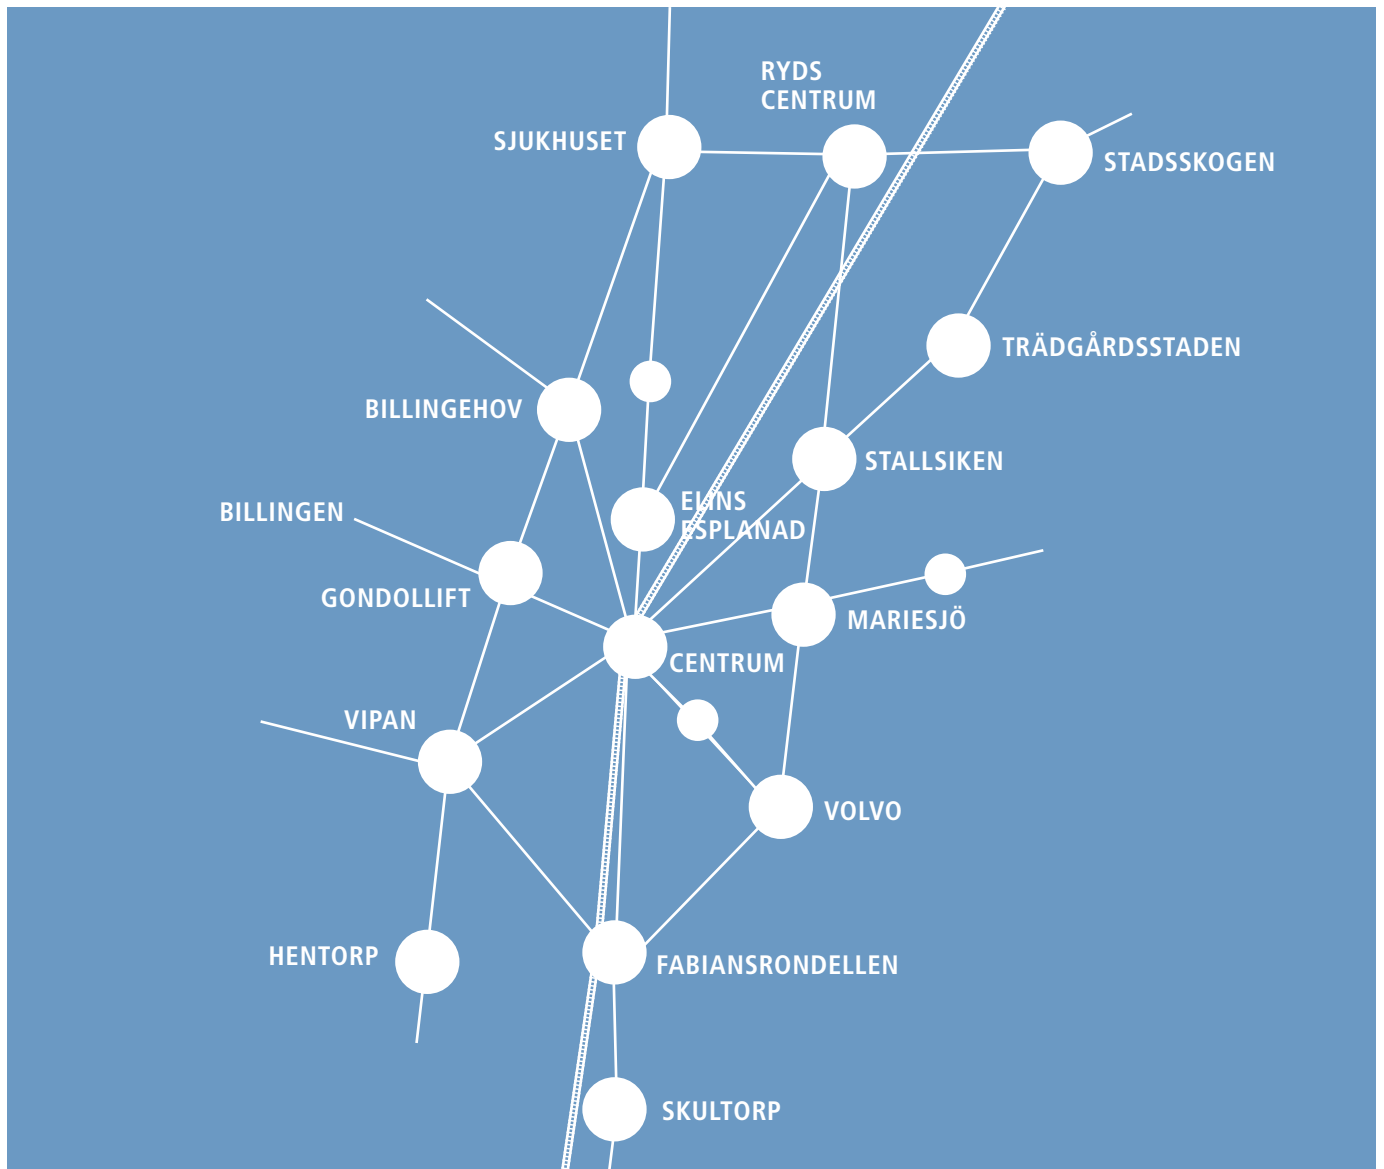 RYDS
CENTRUM
SJUKHUSET
STADSSKOGEN
TRÄDGÅRDSSTADEN
BILLINGEHOV
STALLSIKEN
ELINS
ESPLANAD
BILLINGEN
GONDOLLIFT
MARIESJÖ
CENTRUM
VIPAN
VOLVO
HENTORP
FABIANSRONDELLEN
SKULTORP